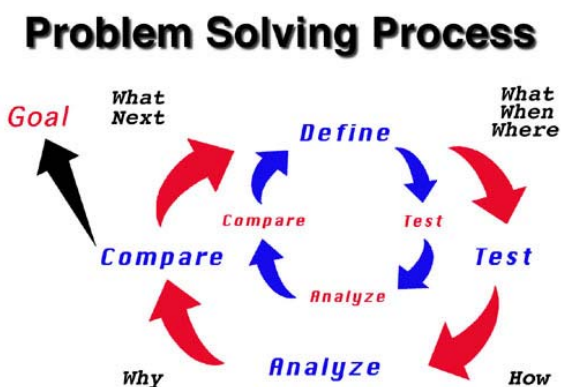 Problem Solving Process
Goal
What
Next
What
When
Where
Define
Compare
Test
Compare
Test
Analyze
Analyze
Why
How